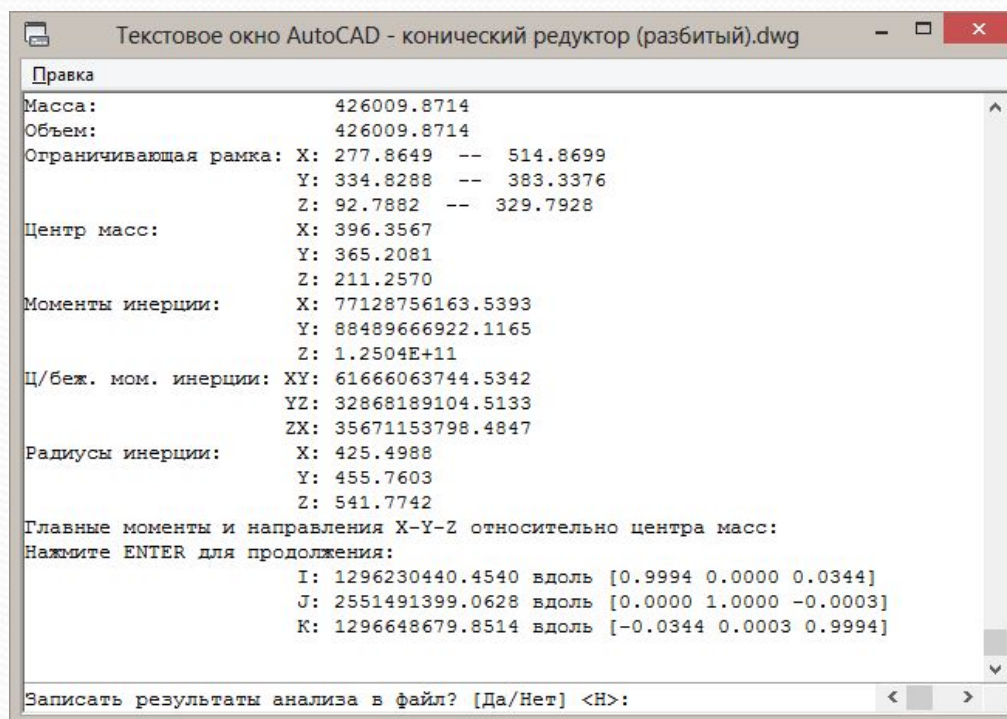 Текстовое окно AutoCAD - конический редуктор (разбитый).dwg
Правка
Масса: 426009.8714
Объем: 426009.8714
Ограничивающая рамка: X: 277.8649 -- 514.8699
Y: 334.8288 -- 383.3376
Z: 92.7882 -- 329.7928
Центр масс: X: 396.3567
Y: 365.2081
Z: 211.2570
Моменты инерции: X: 77128756163.5393
Y: 88489666922.1165
Z: 1.2504E+11
Ц/беж. мом. инерции: XY: 61666063744.5342
YZ: 32868189104.5133
ZX: 35671153798.4847
Радиусы инерции: X: 425.4988
Y: 455.7603
Z: 541.7742
Главные моменты и направления X-Y-Z относительно центра масс:
Нажмите ENTER для продолжения:
I: 1296230440.4540 вдоль [0.9994 0.0000 0.0344]
J: 2551491399.0628 вдоль [0.0000 1.0000 -0.0003]
K: 1296648679.8514 вдоль [-0.0344 0.0003 0.9994]
Записать результаты анализа в файл? [Да/Нет] <Н>: